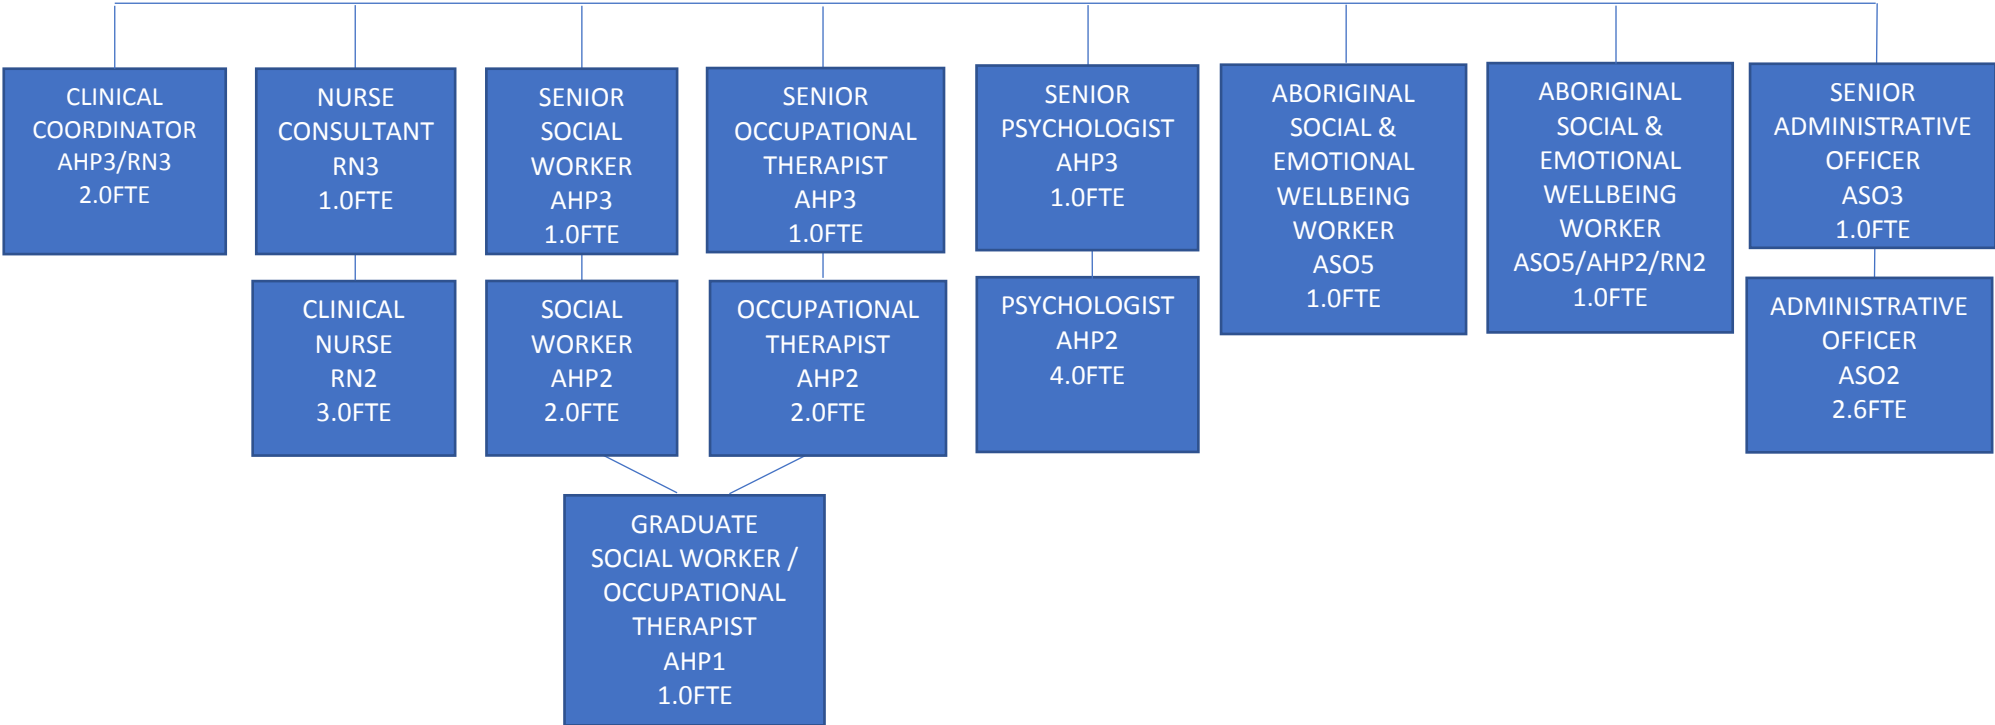 CLINICAL
COORDINATOR
AHP3/RN3
2.0FTE
NURSE
CONSULTANT
RN3
1.0FTE
SENIOR
SOCIAL
WORKER
AHP3
1.0FTE
SENIOR
OCCUPATIONAL
THERAPIST
AHP3
1.0FTE
SENIOR
PSYCHOLOGIST
AHP3
1.0FTE
ABORIGINAL
SOCIAL &
EMOTIONAL
WELLBEING
WORKER
ASO5
1.0FTE
ABORIGINAL
SOCIAL &
EMOTIONAL
WELLBEING
WORKER
ASO5/AHP2/RN2
1.0FTE
SENIOR
ADMINISTRATIVE
OFFICER
ASO3
1.0FTE
CLINICAL
NURSE
RN2
3.0FTE
SOCIAL
WORKER
AHP2
2.0FTE
OCCUPATIONAL
THERAPIST
AHP2
2.0FTE
PSYCHOLOGIST
AHP2
4.0FTE
ADMINISTRATIVE
OFFICER
ASO2
2.6FTE
GRADUATE
SOCIAL WORKER /
OCCUPATIONAL
THERAPIST
AHP1
1.0FTE